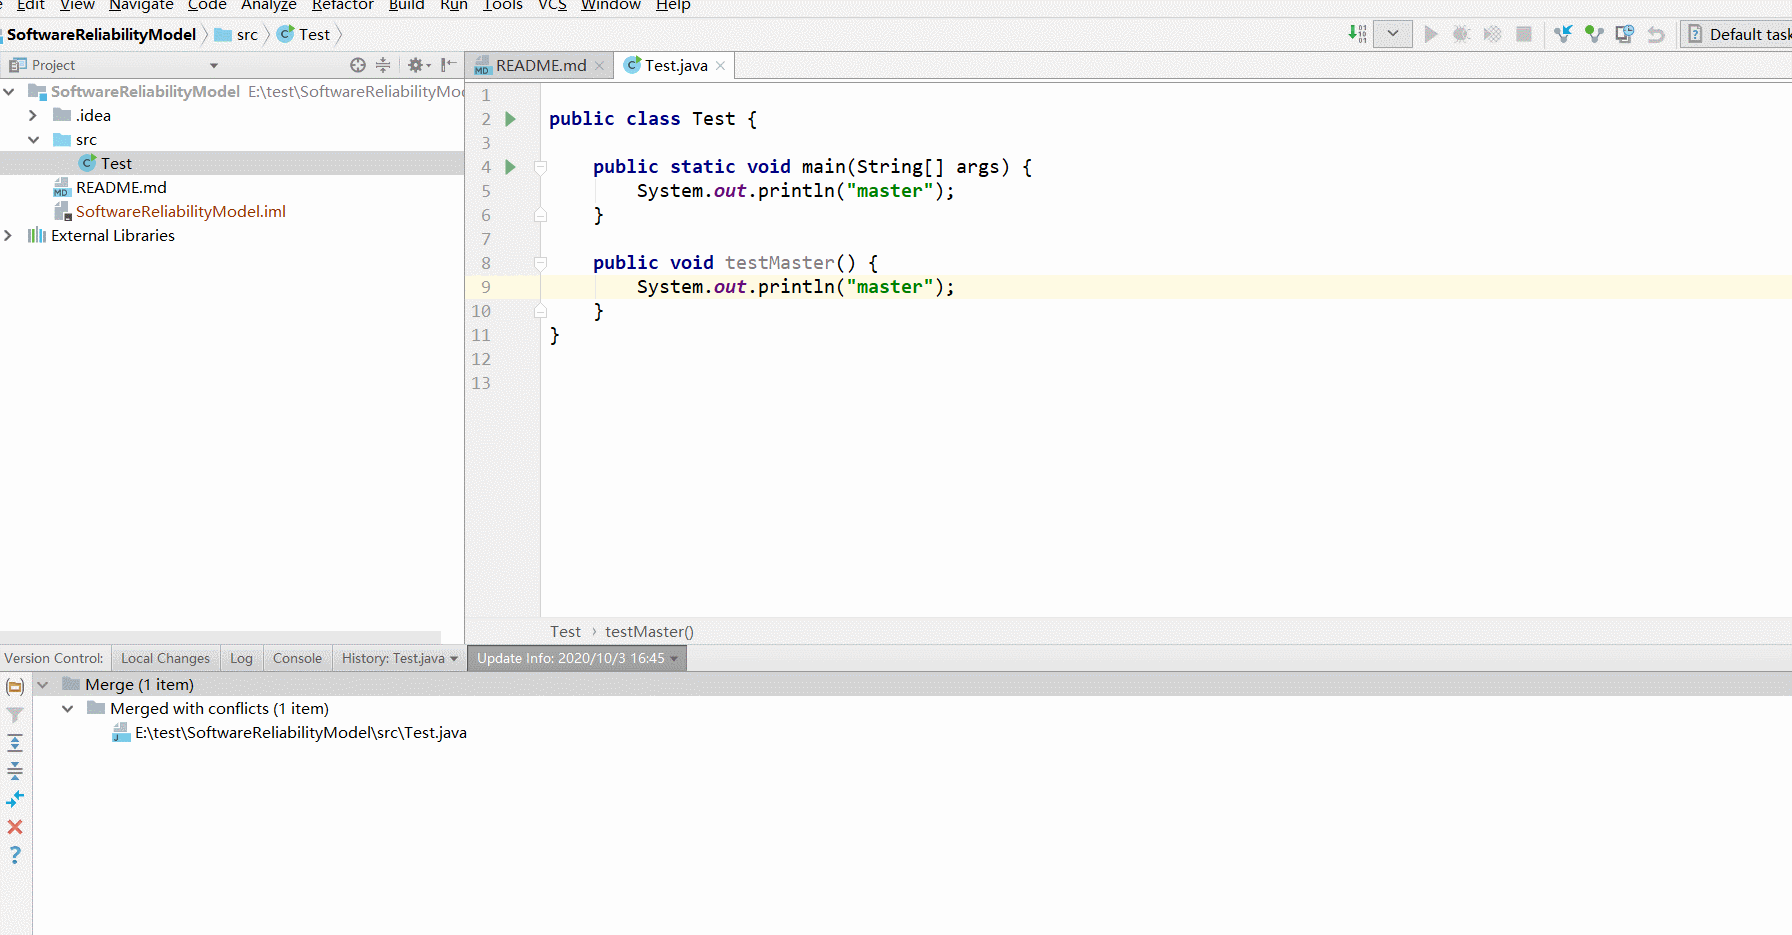 Edit View Navigate Code Analyze Refactor Build Run Tools VCS Window Help
SoftwareReliabilityModel src Test Default task
Project README.md Test.java
SoftwareReliabilityModel E:\test\SoftwareReliabilityMo
.idea
src
Test
README.md
SoftwareReliabilityModel.iml
External Libraries
1
2 public class Test {
3
4 public static void main(String[] args) {
5 System.out.println("master");
6 }
7
8 public void testMaster() {
9 System.out.println("master");
10 }
11 }
12
13
Test › testMaster()
Version Control: Local Changes Log Console History: Test.java Update Info: 2020/10/3 16:45
Merge (1 item)
Merged with conflicts (1 item)
E:\test\SoftwareReliabilityModel\src\Test.java